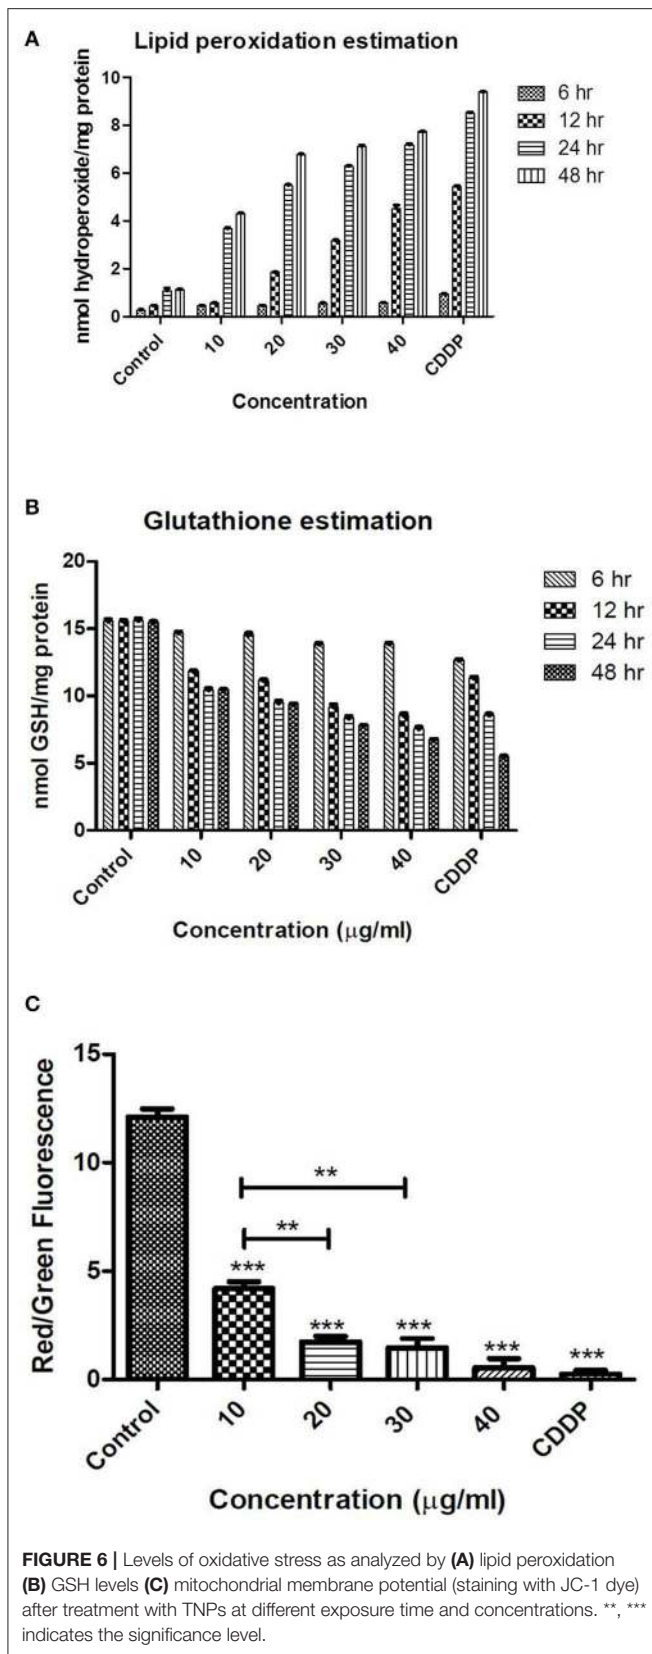 A
Lipid peroxidation estimation
nmol hydroperoxide/mg protein
10
8
6
4
2
0
6 hr
12 hr
24 hr
48 hr
Control
10
20
30
40
CDDP
Concentration
B
Glutathione estimation
nmol GSH/mg protein
20
15
10
5
0
6 hr
12 hr
24 hr
48 hr
Control
10
20
30
40
CDDP
Concentration (μg/ml)
C
Red/Green Fluorescence
15
10
5
0
**
**
***
***
***
***
***
Control
10
20
30
40
CDDP
Concentration (μg/ml)
FIGURE 6 | Levels of oxidative stress as analyzed by (A) lipid peroxidation
(B) GSH levels (C) mitochondrial membrane potential (staining with JC-1 dye)
after treatment with TNPs at different exposure time and concentrations. **, ***
indicates the significance level.